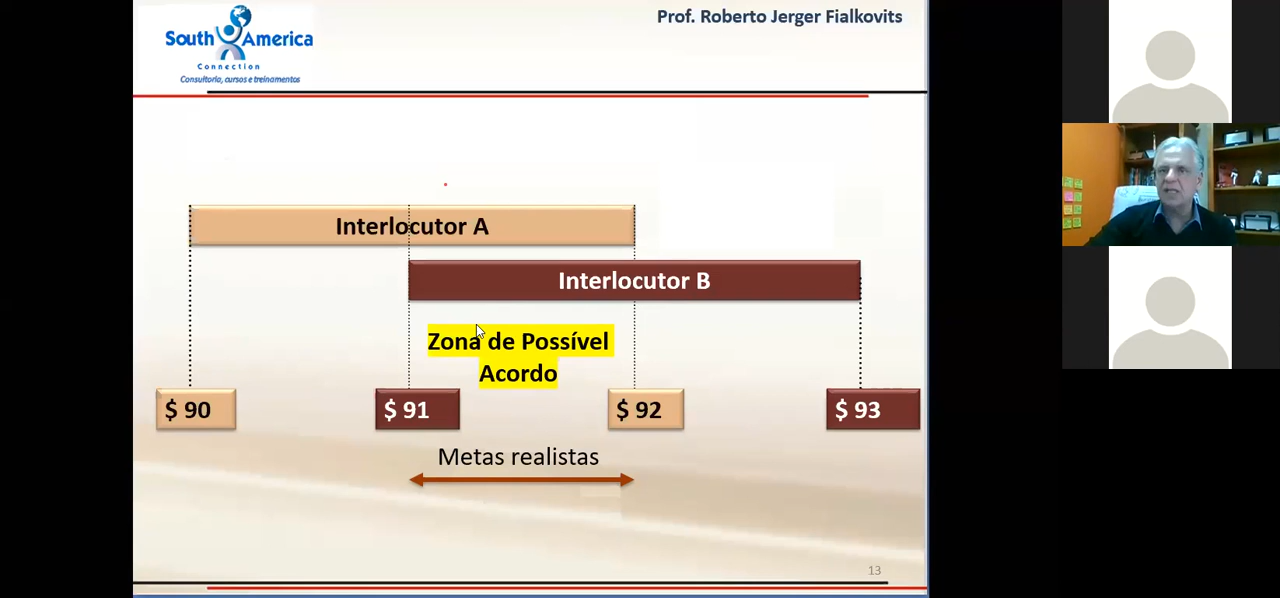 South America
Connection
Consultoria, cursos e treinamentos
Prof. Roberto Jerger Fialkovits
Interlocutor A
Interlocutor B
Zona de Possível
Acordo
$ 90
$ 91
$ 92
$ 93
Metas realistas
13